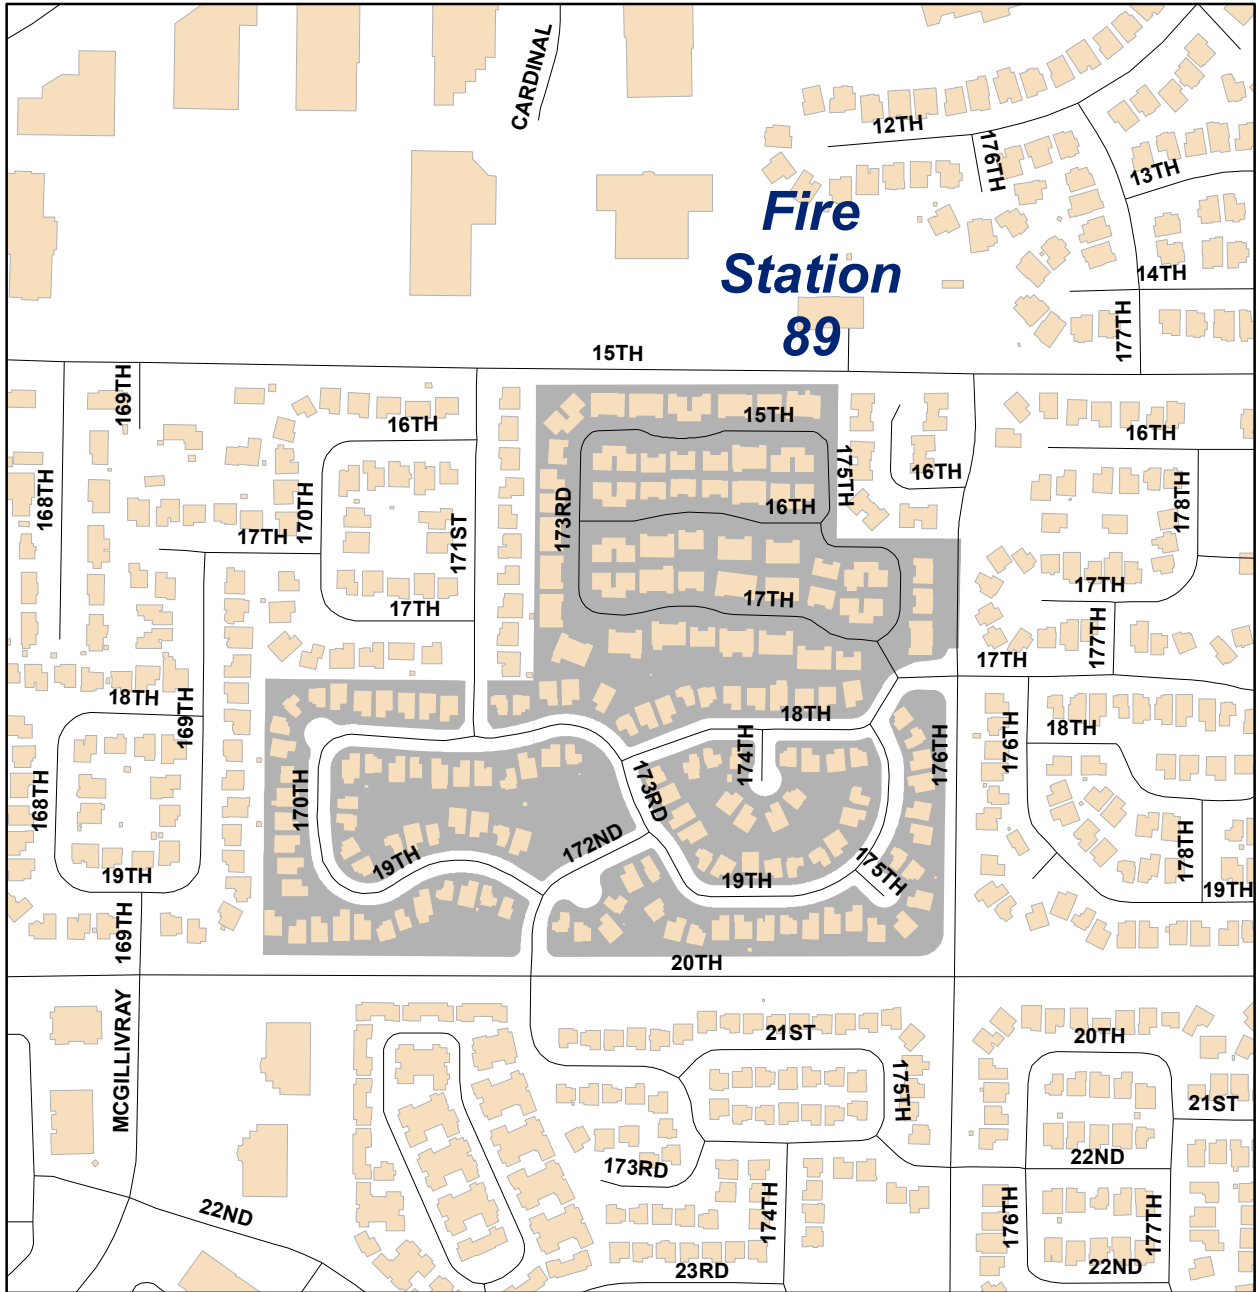 CARDINAL
12TH
176TH
13TH
Fire
Station
89
14TH
177TH
15TH
169TH
16TH
15TH
16TH
175TH
16TH
168TH
170TH
17TH
171ST
173RD
16TH
178TH
17TH
17TH
17TH
177TH
17TH
18TH
169TH
18TH
174TH
176TH
176TH
18TH
168TH
170TH
173RD
172ND
19TH
19TH
19TH
175TH
178TH
19TH
169TH
20TH
MCGILLIVRAY
21ST
175TH
20TH
21ST
173RD
22ND
22ND
174TH
176TH
177TH
23RD
22ND